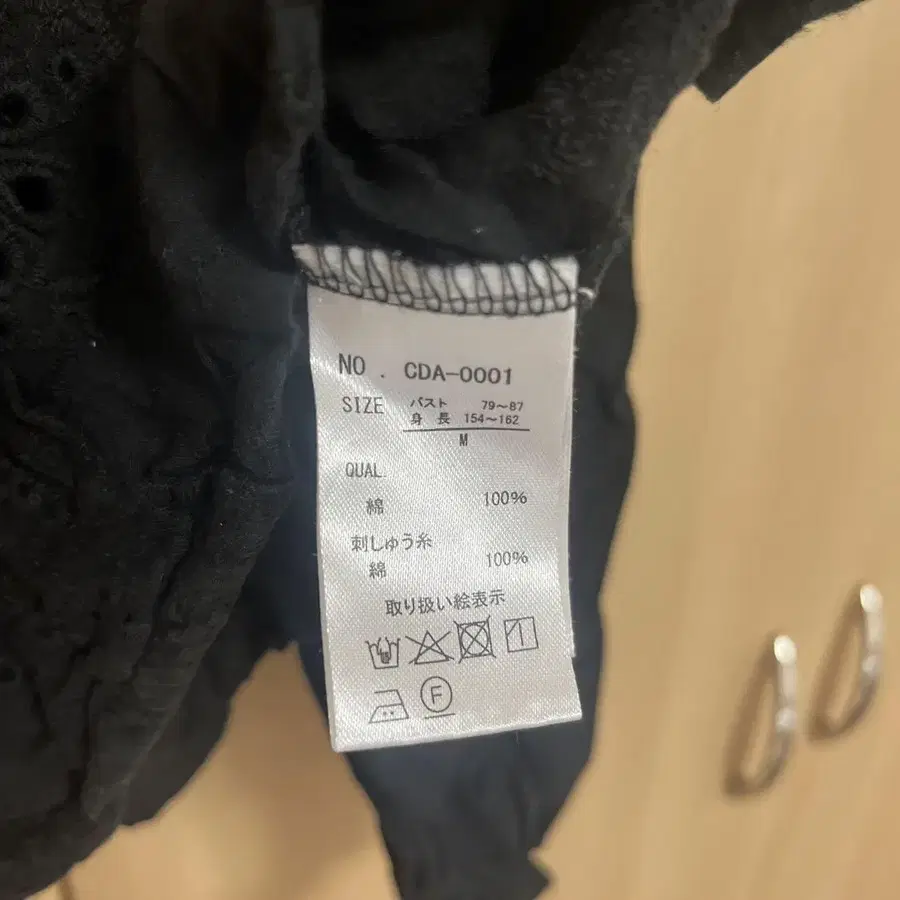 NO. CDA-0001
SIZE バスト 79～87
身長 154～162
M
QUAL.
綿 100%
刺しゅう糸
綿 100%
取り扱い絵表示
F